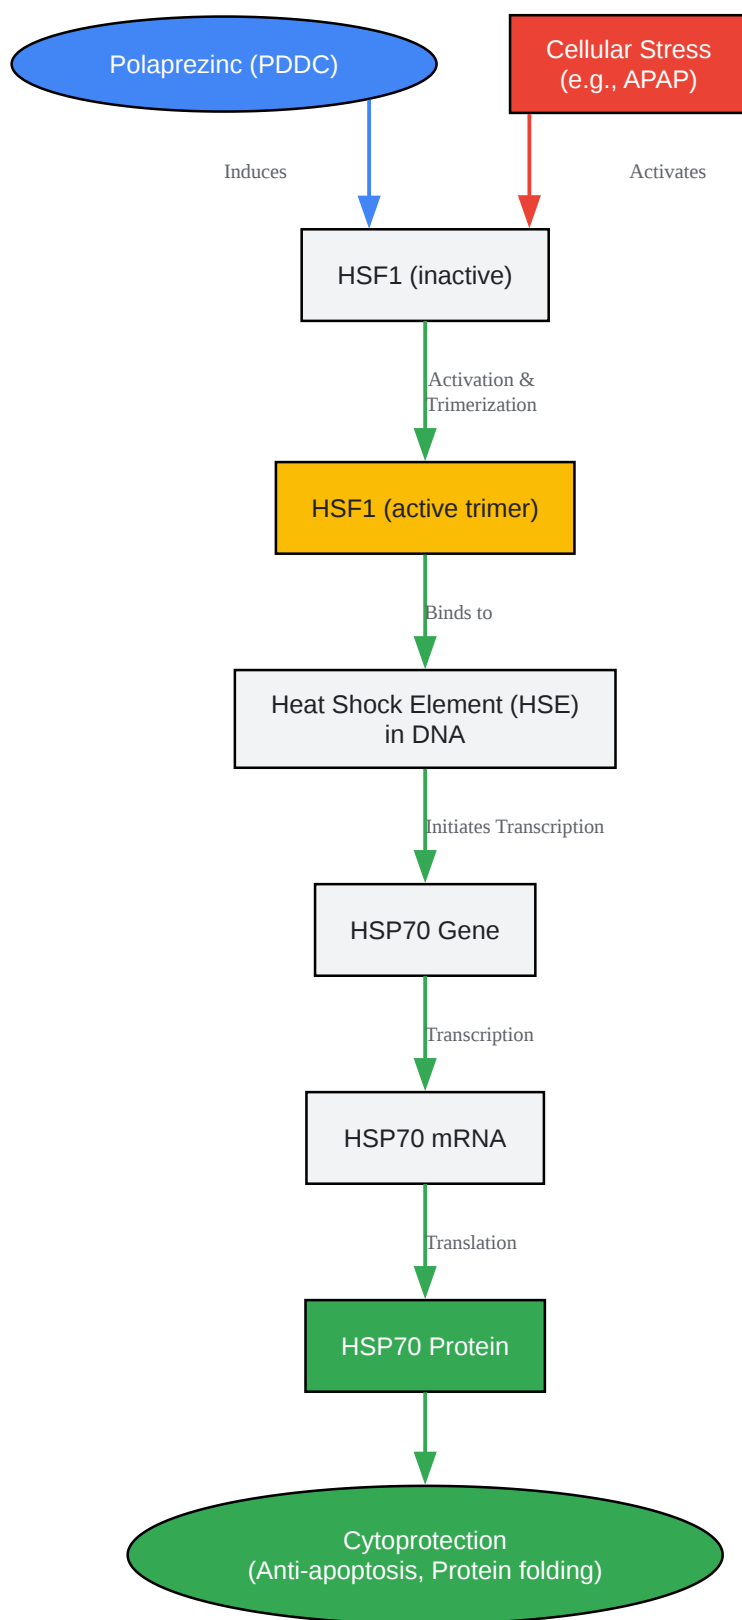 Polaprezinc (PDDC)
Cellular Stress
(e.g., APAP)
Induces
Activates
HSF1 (inactive)
Activation &
Trimerization
HSF1 (active trimer)
Binds to
Heat Shock Element (HSE)
in DNA
Initiates Transcription
HSP70 Gene
Transcription
HSP70 mRNA
Translation
HSP70 Protein
Cytoprotection
(Anti-apoptosis, Protein folding)